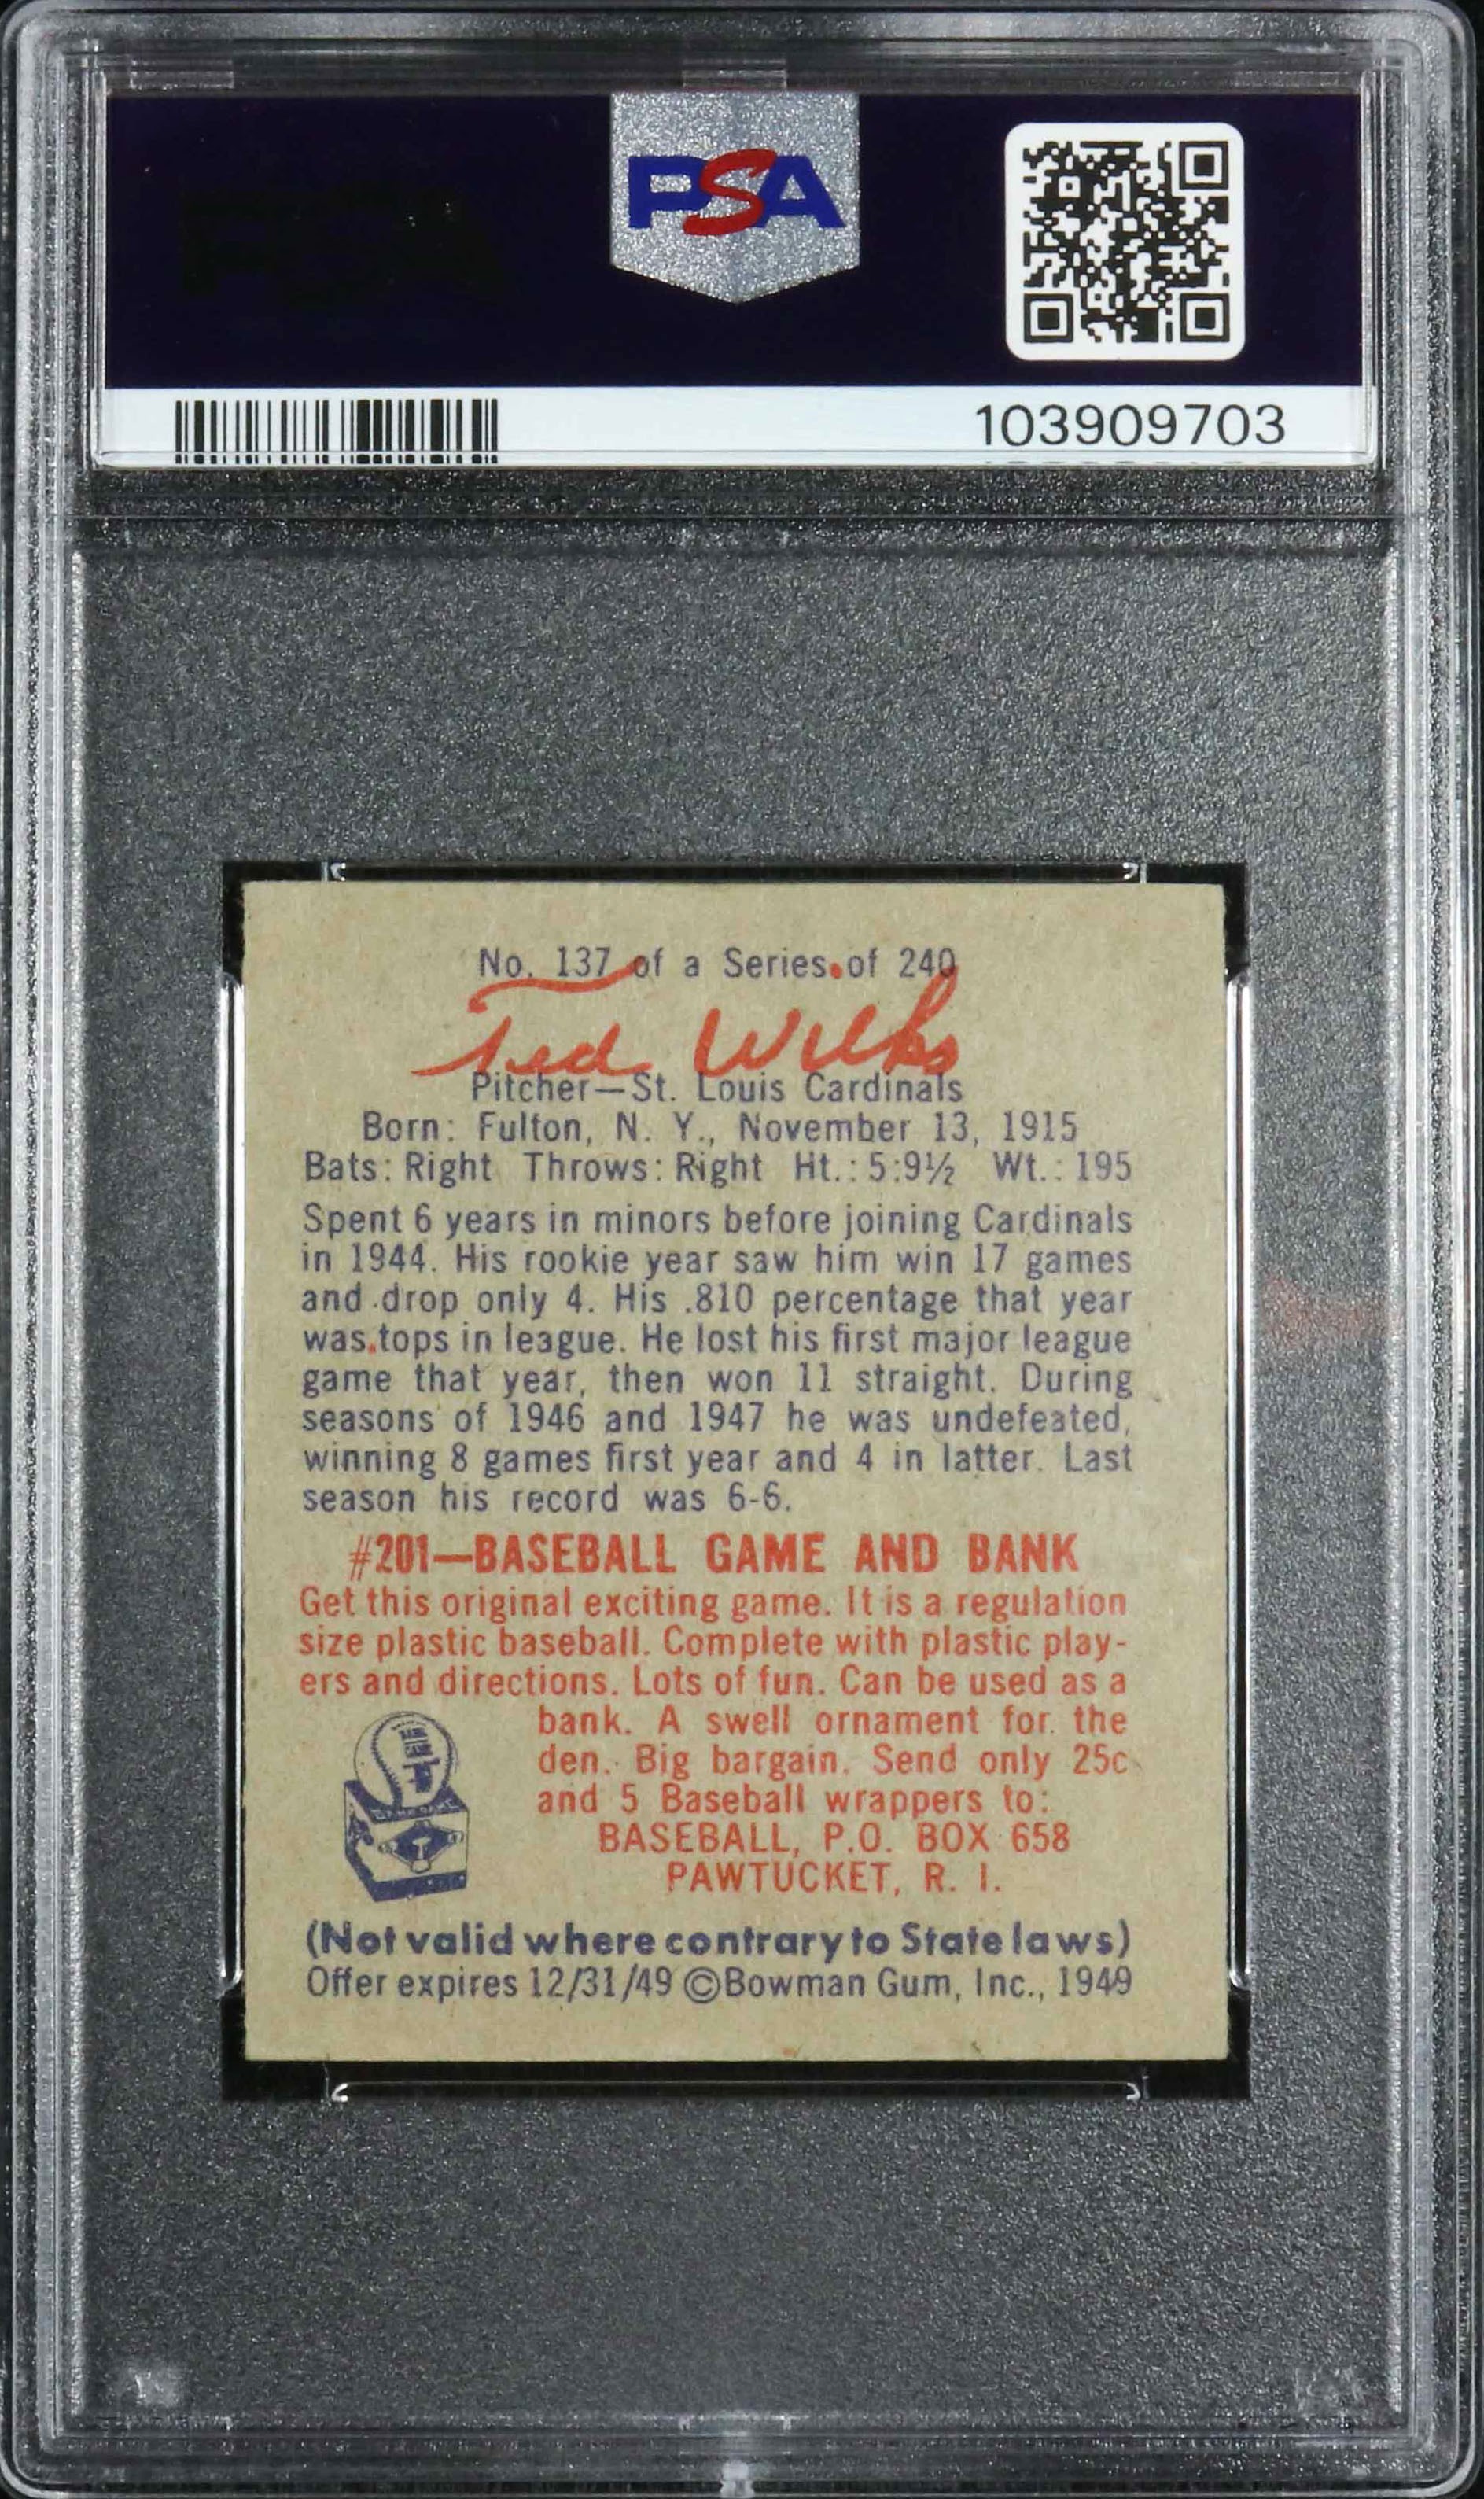 PSA
103909703
No. 137 of a Series of 240
Ted Wilks
Pitcher—St. Louis Cardinals
Born: Fulton, N. Y., November 13, 1915
Bats: Right Throws: Right Ht.: 5:9½ Wt.: 195
Spent 6 years in minors before joining Cardinals
in 1944. His rookie year saw him win 17 games
and drop only 4. His .810 percentage that year
was tops in league. He lost his first major league
game that year, then won 11 straight. During
seasons of 1946 and 1947 he was undefeated,
winning 8 games first year and 4 in latter. Last
season his record was 6-6.
#201—BASEBALL GAME AND BANK
Get this original exciting game. It is a regulation
size plastic baseball. Complete with plastic play-
ers and directions. Lots of fun. Can be used as a
bank. A swell ornament for the
den. Big bargain. Send only 25c
and 5 Baseball wrappers to:
BASEBALL, P.O. BOX 658
PAWTUCKET, R. I.
(Not valid where contrary to State laws)
Offer expires 12/31/49 ©Bowman Gum, Inc., 1949